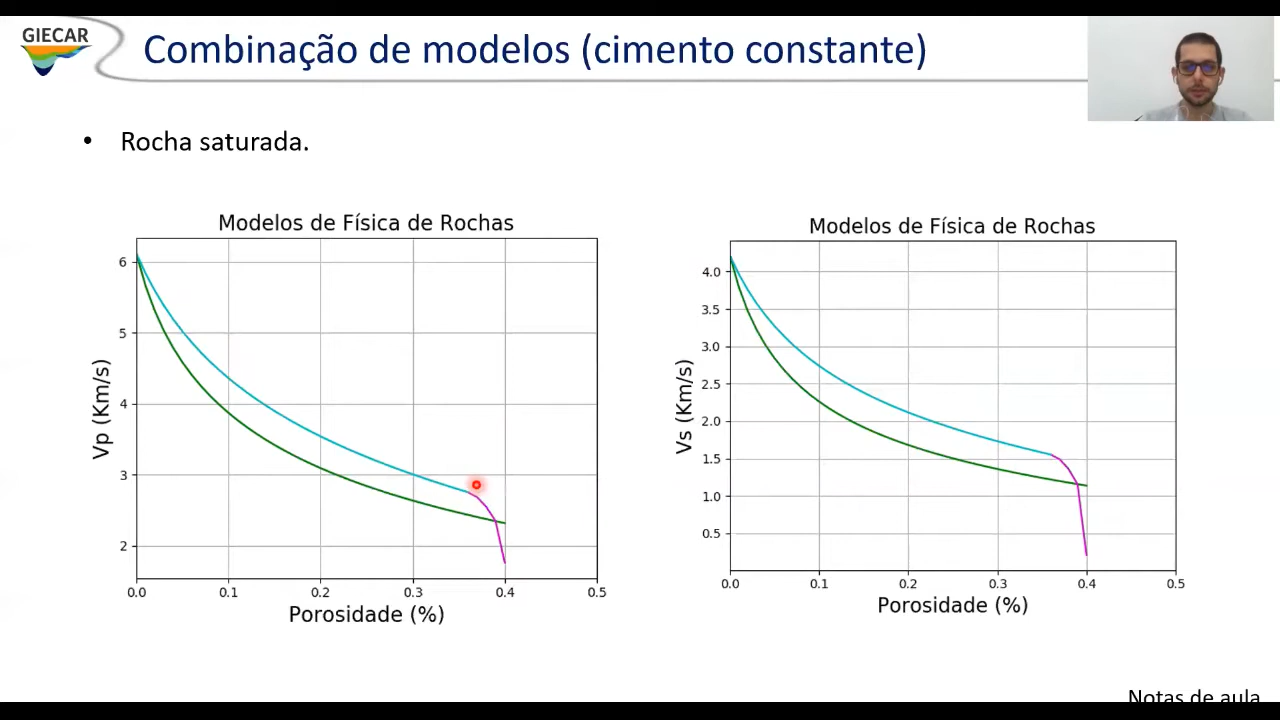 GIECAR
Combinação de modelos (cimento constante)
• Rocha saturada.
Modelos de Física de Rochas
Vp (Km/s)
6
5
4
3
2
0.0 0.1 0.2 0.3 0.4 0.5
Porosidade (%)
Modelos de Física de Rochas
Vs (Km/s)
4.0
3.5
3.0
2.5
2.0
1.5
1.0
0.5
0.0 0.1 0.2 0.3 0.4 0.5
Porosidade (%)
Notas de aula